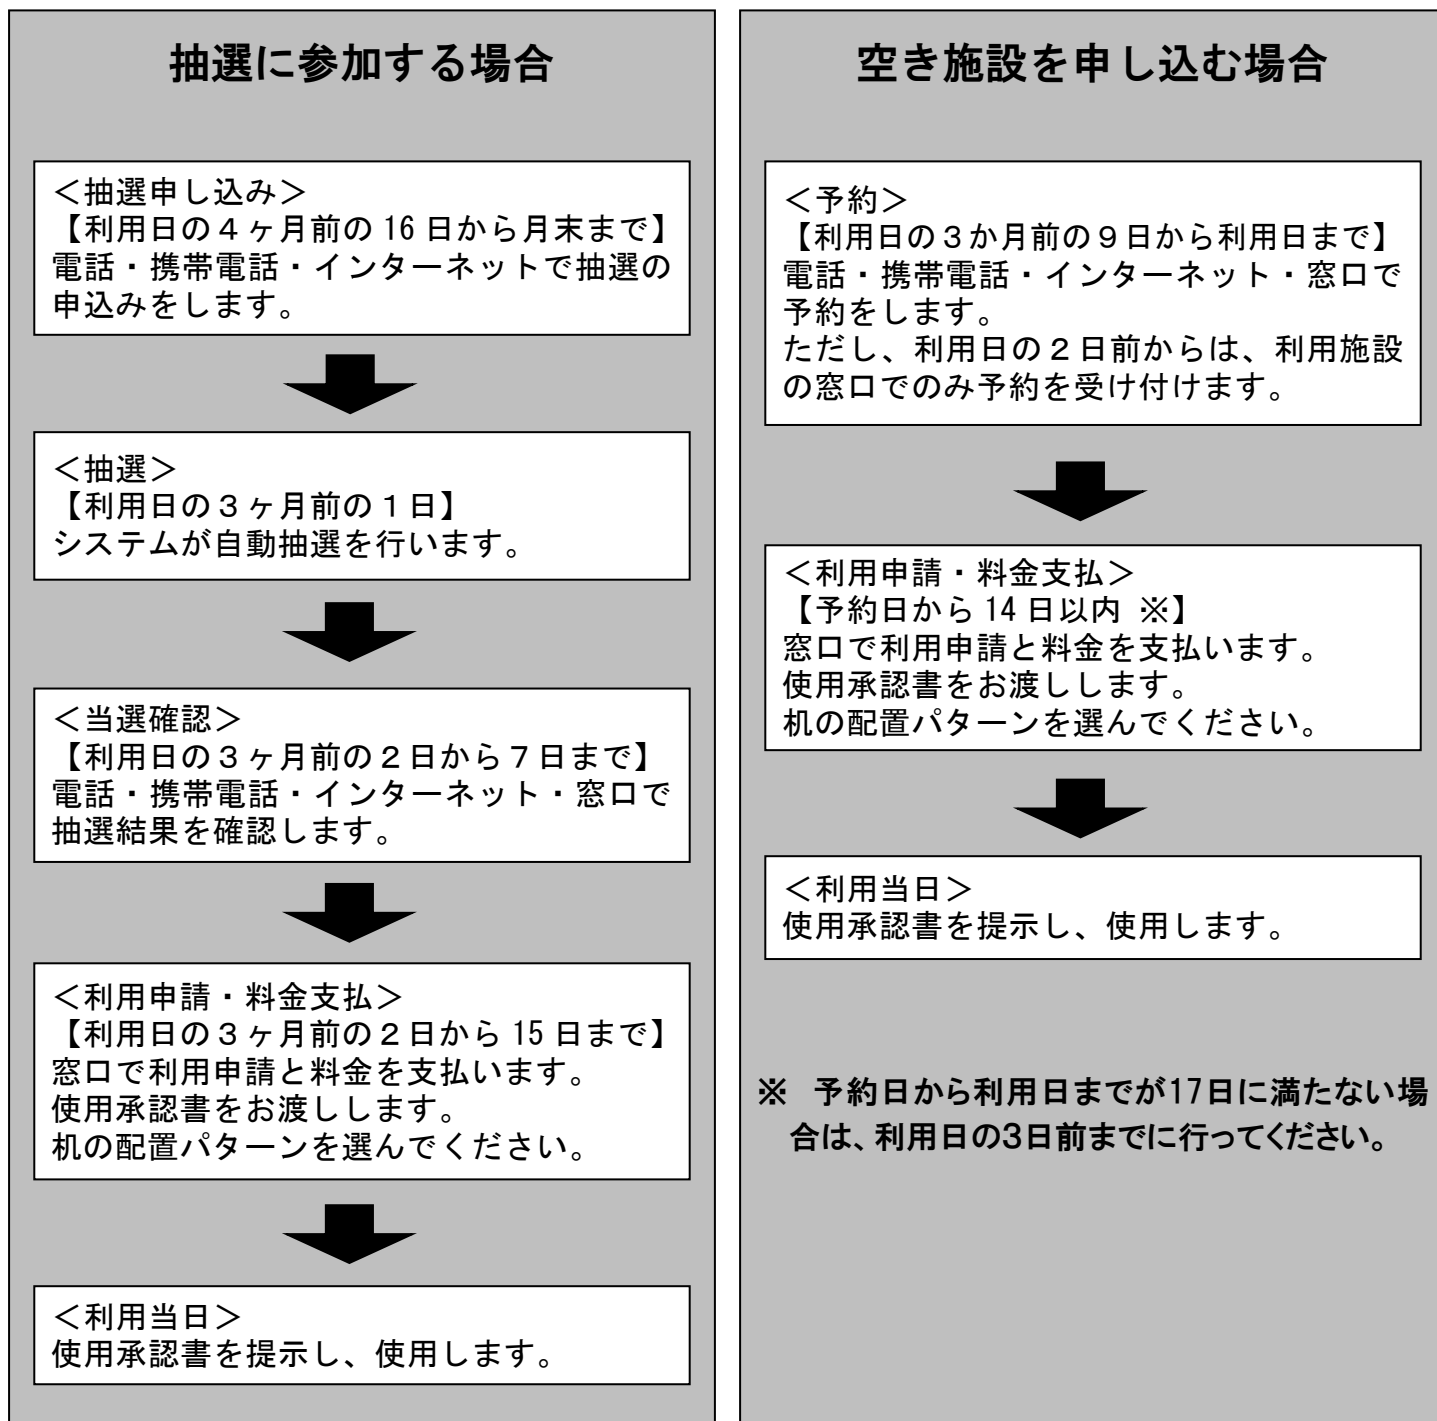 抽選に参加する場合
＜抽選申し込み＞
【利用日の４ヶ月前の 16 日から月末まで】
電話・携帯電話・インターネットで抽選の
申込みをします。
＜抽選＞
【利用日の３ヶ月前の１日】
システムが自動抽選を行います。
＜当選確認＞
【利用日の３ヶ月前の２日から７日まで】
電話・携帯電話・インターネット・窓口で
抽選結果を確認します。
＜利用申請・料金支払＞
【利用日の３ヶ月前の２日から 15 日まで】
窓口で利用申請と料金を支払います。
使用承認書をお渡しします。
机の配置パターンを選んでください。
＜利用当日＞
使用承認書を提示し、使用します。
空き施設を申し込む場合
＜予約＞
【利用日の３か月前の９日から利用日まで】
電話・携帯電話・インターネット・窓口で
予約をします。
ただし、利用日の２日前からは、利用施設
の窓口でのみ予約を受け付けます。
＜利用申請・料金支払＞
【予約日から 14 日以内 ※】
窓口で利用申請と料金を支払います。
使用承認書をお渡しします。
机の配置パターンを選んでください。
＜利用当日＞
使用承認書を提示し、使用します。
※　予約日から利用日までが17日に満たない場
合は、利用日の3日前までに行ってください。